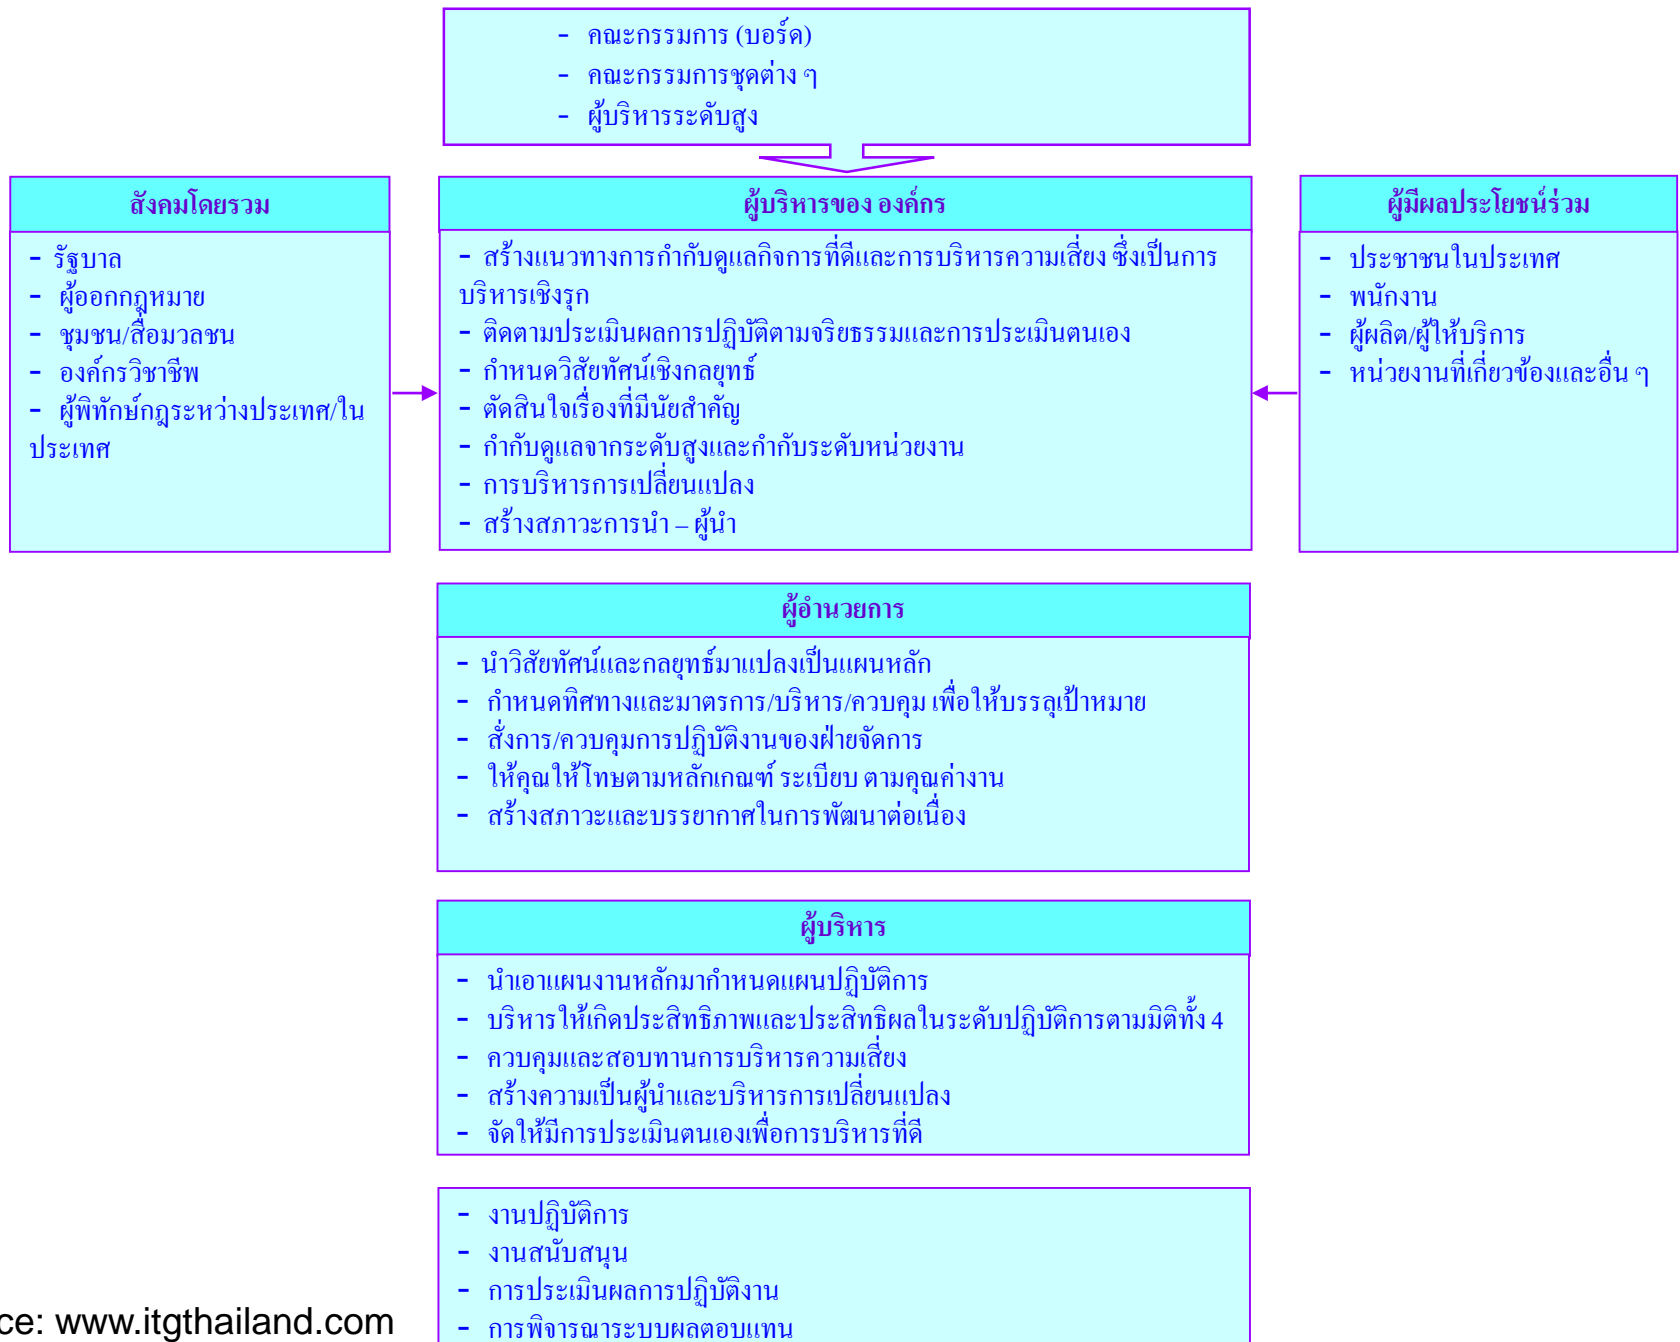 - คณะกรรมการ (บอร์ด)
- คณะกรรมการชุดต่าง ๆ
- ผู้บริหารระดับสูง
สังคมโดยรวม
- รัฐบาล
- ผู้ออกกฎหมาย
- ชุมชน/สื่อมวลชน
- องค์กรวิชาชีพ
- ผู้พิทักษ์กฎระหว่างประเทศ/ใน
ประเทศ
ผู้บริหารของ องค์กร
- สร้างแนวทางการกำกับดูแลกิจการที่ดีและการบริหารความเสี่ยง ซึ่งเป็นการ
บริหารเชิงรุก
- ติดตามประเมินผลการปฏิบัติตามจริยธรรมและการประเมินตนเอง
- กำหนดวิสัยทัศน์เชิงกลยุทธ์
- ตัดสินใจเรื่องที่มีนัยสำคัญ
- กำกับดูแลจากระดับสูงและกำกับระดับหน่วยงาน
- การบริหารการเปลี่ยนแปลง
- สร้างสภาวะการนำ – ผู้นำ
ผู้มีผลประโยชน์ร่วม
- ประชาชนในประเทศ
- พนักงาน
- ผู้ผลิต/ผู้ให้บริการ
- หน่วยงานที่เกี่ยวข้องและอื่น ๆ
ผู้อำนวยการ
- นำวิสัยทัศน์และกลยุทธ์มาแปลงเป็นแผนหลัก
- กำหนดทิศทางและมาตรการ/บริหาร/ควบคุม เพื่อให้บรรลุเป้าหมาย
- สั่งการ/ควบคุมการปฏิบัติงานของฝ่ายจัดการ
- ให้คุณให้โทษตามหลักเกณฑ์ ระเบียบ ตามคุณค่างาน
- สร้างสภาวะและบรรยากาศในการพัฒนาต่อเนื่อง
ผู้บริหาร
- นำเอาแผนงานหลักมากำหนดแผนปฏิบัติการ
- บริหารให้เกิดประสิทธิภาพและประสิทธิผลในระดับปฏิบัติการตามมิติทั้ง 4
- ควบคุมและสอบทานการบริหารความเสี่ยง
- สร้างความเป็นผู้นำและบริหารการเปลี่ยนแปลง
- จัดให้มีการประเมินตนเองเพื่อการบริหารที่ดี
- งานปฏิบัติการ
- งานสนับสนุน
- การประเมินผลการปฏิบัติงาน
- การพิจารณาระบบผลตอบแทน
ce: www.itgthailand.com